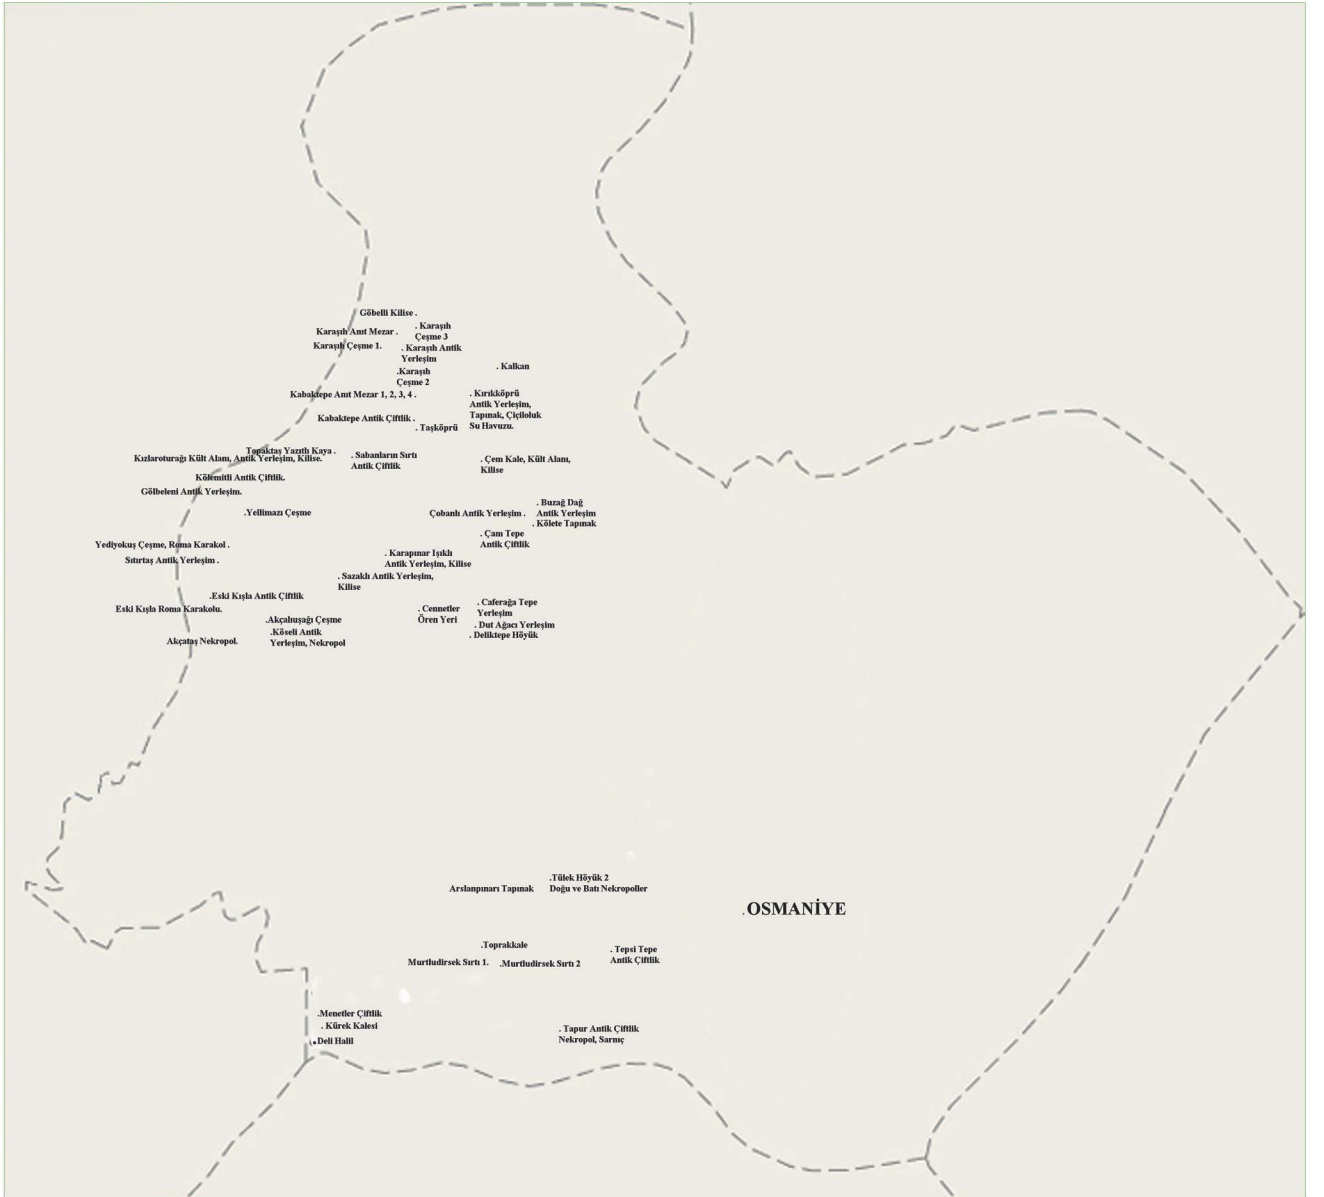 Göbelli Kilise .
. Karaşıh
Çeşme 3
Karaşıh Anıt Mezar .
Karaşıh Çeşme 1.
. Karaşıh Antik
Yerleşim
. Kalkan
.Karaşıh
Çeşme 2
Kabaktepe Anıt Mezar 1, 2, 3, 4 .
. Kırıkköprü
Antik Yerleşim,
Tapınak, Çiçiloluk
Su Havuzu.
Kabaktepe Antik Çiftlik .
. Taşköprü
Topaktaş Yazıtlı Kaya .
Kızlaroturağı Kült Alanı, Antik Yerleşim, Kilise.
. Sabanların Sırtı
Antik Çiftlik
. Çem Kale, Kült Alanı,
Kilise
Kölemitli Antik Çiftlik.
Gölbeleni Antik Yerleşim.
.Yellimazı Çeşme
Çobanlı Antik Yerleşim .
. Buzağ Dağ
Antik Yerleşim
. Kölete Tapınak
. Çam Tepe
Antik Çiftlik
Yediyokuş Çeşme, Roma Karakol .
Sıtırtaş Antik Yerleşim .
. Karapınar Işıklı
Antik Yerleşim, Kilise
. Sazaklı Antik Yerleşim,
Kilise
.Eski Kışla Antik Çiftlik
Eski Kışla Roma Karakolu.
. Cennetler
Ören Yeri
. Caferağa Tepe
Yerleşim
.Akçalıuşağı Çeşme
. Dut Ağacı Yerleşim
.Köseli Antik
Yerleşim, Nekropol
. Deliktepe Höyük
Akçataş Nekropol.
.Tülek Höyük 2
Doğu ve Batı Nekropoller
Arslanpınarı Tapınak
.OSMANİYE
.Toprakkale
. Tepsi Tepe
Antik Çiftlik
Murtludirsek Sırtı 1.
.Murtludirsek Sırtı 2
.Menetler Çiftlik
. Kürek Kalesi
.Deli Halil
. Tapur Antik Çiftlik
Nekropol, Sarnıç